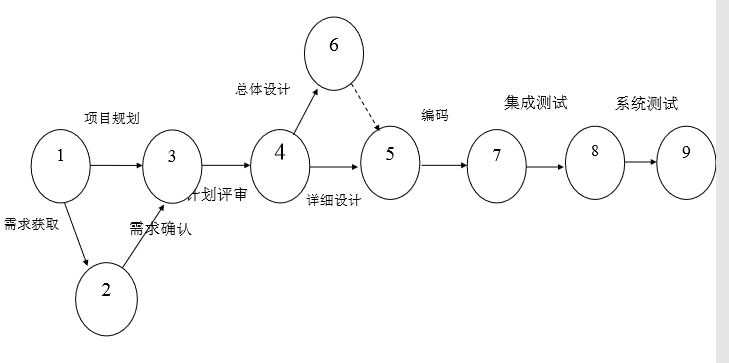 6
总体设计
编码
集成测试
系统测试
项目规划
1
3
4
5
7
8
9
计划评审
详细设计
需求获取
需求确认
2